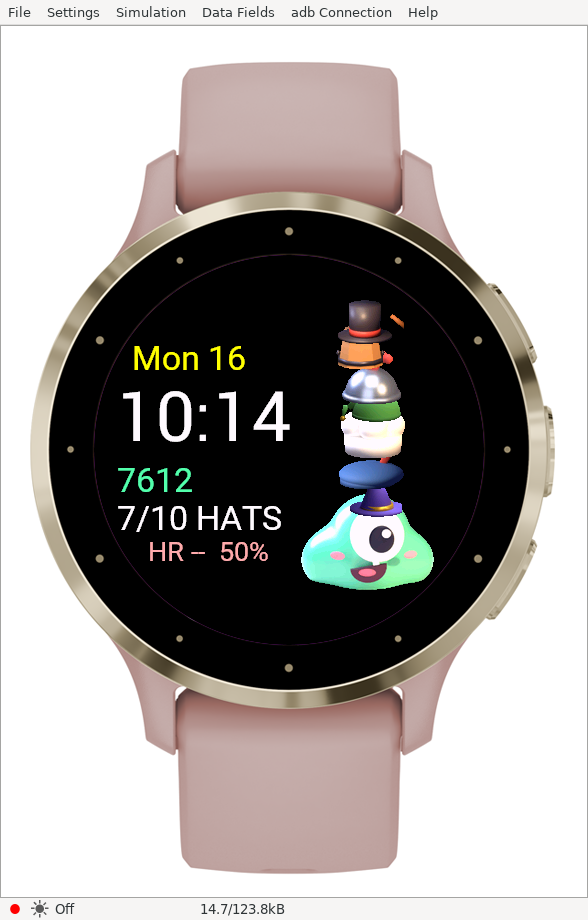 File Settings Simulation Data Fields adb Connection Help
Mon 16
10:14
7612
7/10 HATS
HR -- 50%
Off 14.7/123.8kB